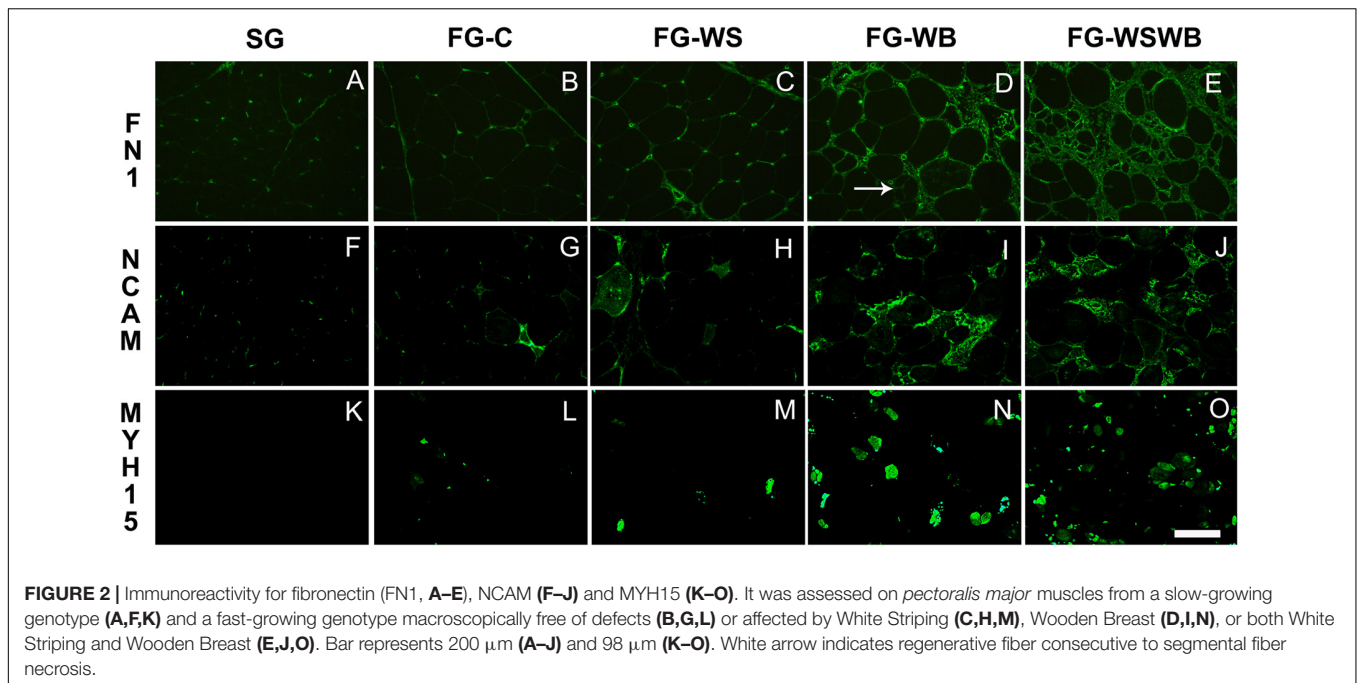 SG FG-C FG-WS FG-WB FG-WSWB
FN1 A B C D E
NCAM F G H I J
MYH15 K L M N O
FIGURE 2 | Immunoreactivity for fibronectin (FN1, A–E), NCAM (F–J) and MYH15 (K–O). It was assessed on pectoralis major muscles from a slow-growing
genotype (A,F,K) and a fast-growing genotype macroscopically free of defects (B,G,L) or affected by White Striping (C,H,M), Wooden Breast (D,I,N), or both White
Striping and Wooden Breast (E,J,O). Bar represents 200 μm (A–J) and 98 μm (K–O). White arrow indicates regenerative fiber consecutive to segmental fiber
necrosis.